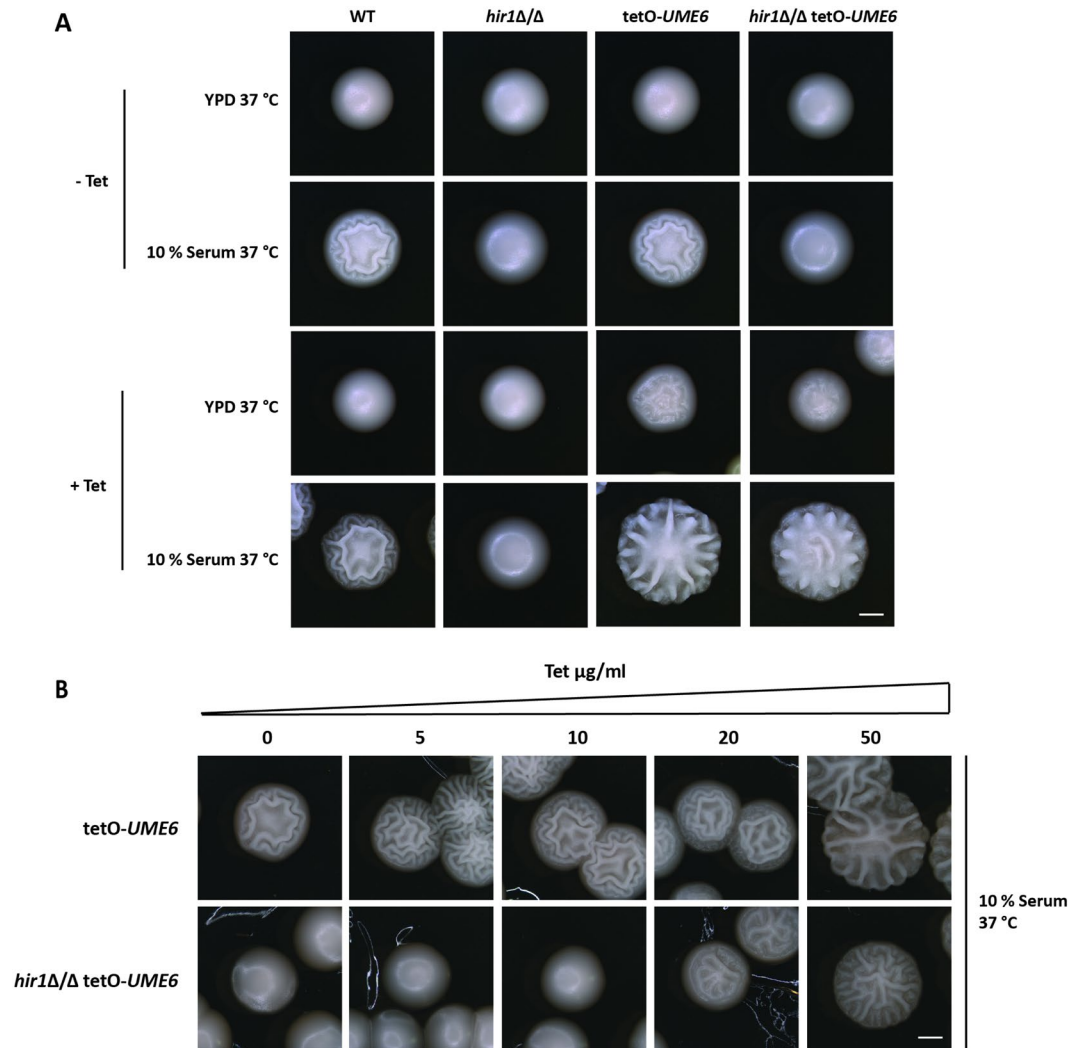 A
WT hir1Δ/Δ tetO-UME6 hir1Δ/Δ tetO-UME6
YPD 37 °C
- Tet
10 % Serum 37 °C
YPD 37 °C
+ Tet
10 % Serum 37 °C
B
Tet µg/ml
0 5 10 20 50
tetO-UME6
10 % Serum
37 °C
hir1Δ/Δ tetO-UME6